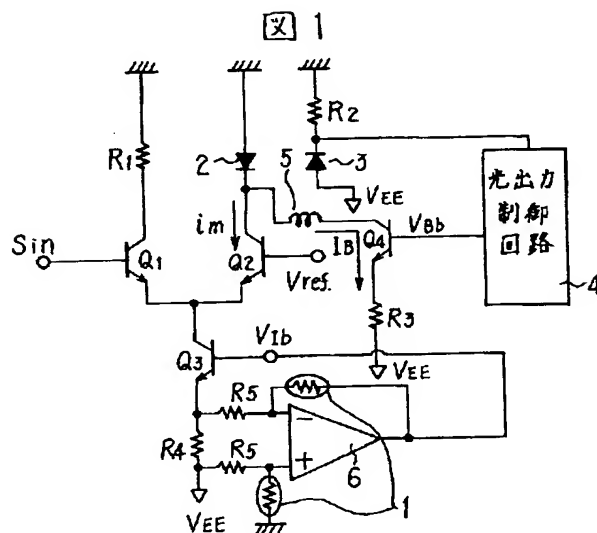 図 1
R2
R1
2
5
3
VEE
光出力
制御
回路
4
im
Sin
Q1
Q2
IB
Q4
VBb
Vref.
R3
VIb
Q3
VEE
R5
R4
R5
6
1
VEE
−
+